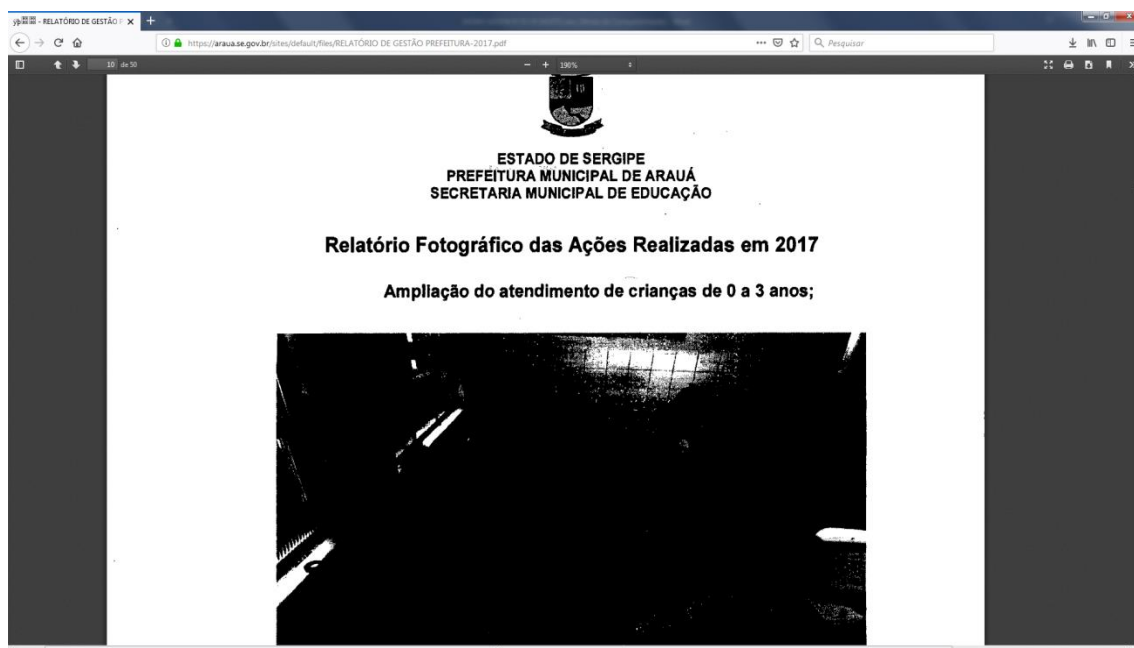 RELATÓRIO DE GESTÃO
https://araua.se.gov.br/sites/default/files/RELATÓRIO DE GESTÃO PREFEITURA-2017.pdf
Pesquisar
10 de 50
190%
ESTADO DE SERGIPE
PREFEITURA MUNICIPAL DE ARAUÁ
SECRETARIA MUNICIPAL DE EDUCAÇÃO
Relatório Fotográfico das Ações Realizadas em 2017
Ampliação do atendimento de crianças de 0 a 3 anos;